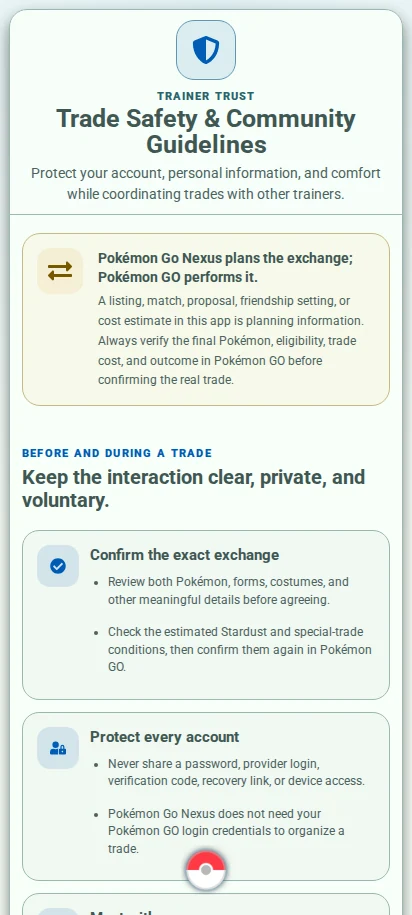 TRAINER TRUST
Trade Safety & Community
Guidelines
Protect your account, personal information, and comfort
while coordinating trades with other trainers.
Pokémon Go Nexus plans the exchange;
Pokémon GO performs it.
A listing, match, proposal, friendship setting, or
cost estimate in this app is planning information.
Always verify the final Pokémon, eligibility, trade
cost, and outcome in Pokémon GO before
confirming the real trade.
BEFORE AND DURING A TRADE
Keep the interaction clear, private, and
voluntary.
Confirm the exact exchange
• Review both Pokémon, forms, costumes, and
other meaningful details before agreeing.
• Check the estimated Stardust and special-trade
conditions, then confirm them again in Pokémon
GO.
Protect every account
• Never share a password, provider login,
verification code, recovery link, or device access.
• Pokémon Go Nexus does not need your
Pokémon GO login credentials to organize a
trade.